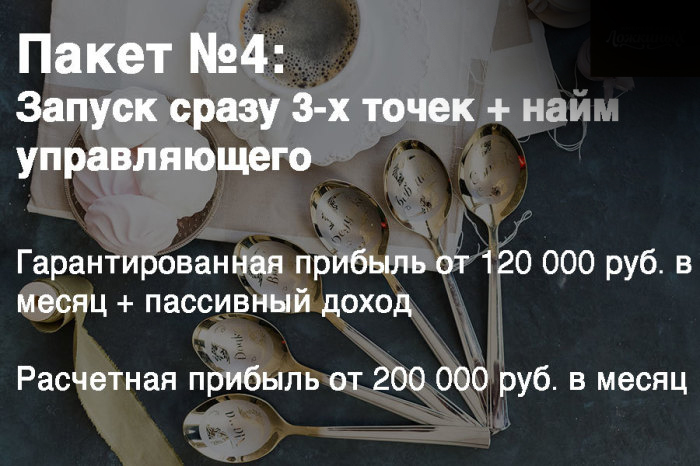 Пакет №4:
Запуск сразу 3-х точек + найм
управляющего
Гарантированная прибыль от 120 000 руб. в
месяц + пассивный доход
Расчетная прибыль от 200 000 руб. в месяц